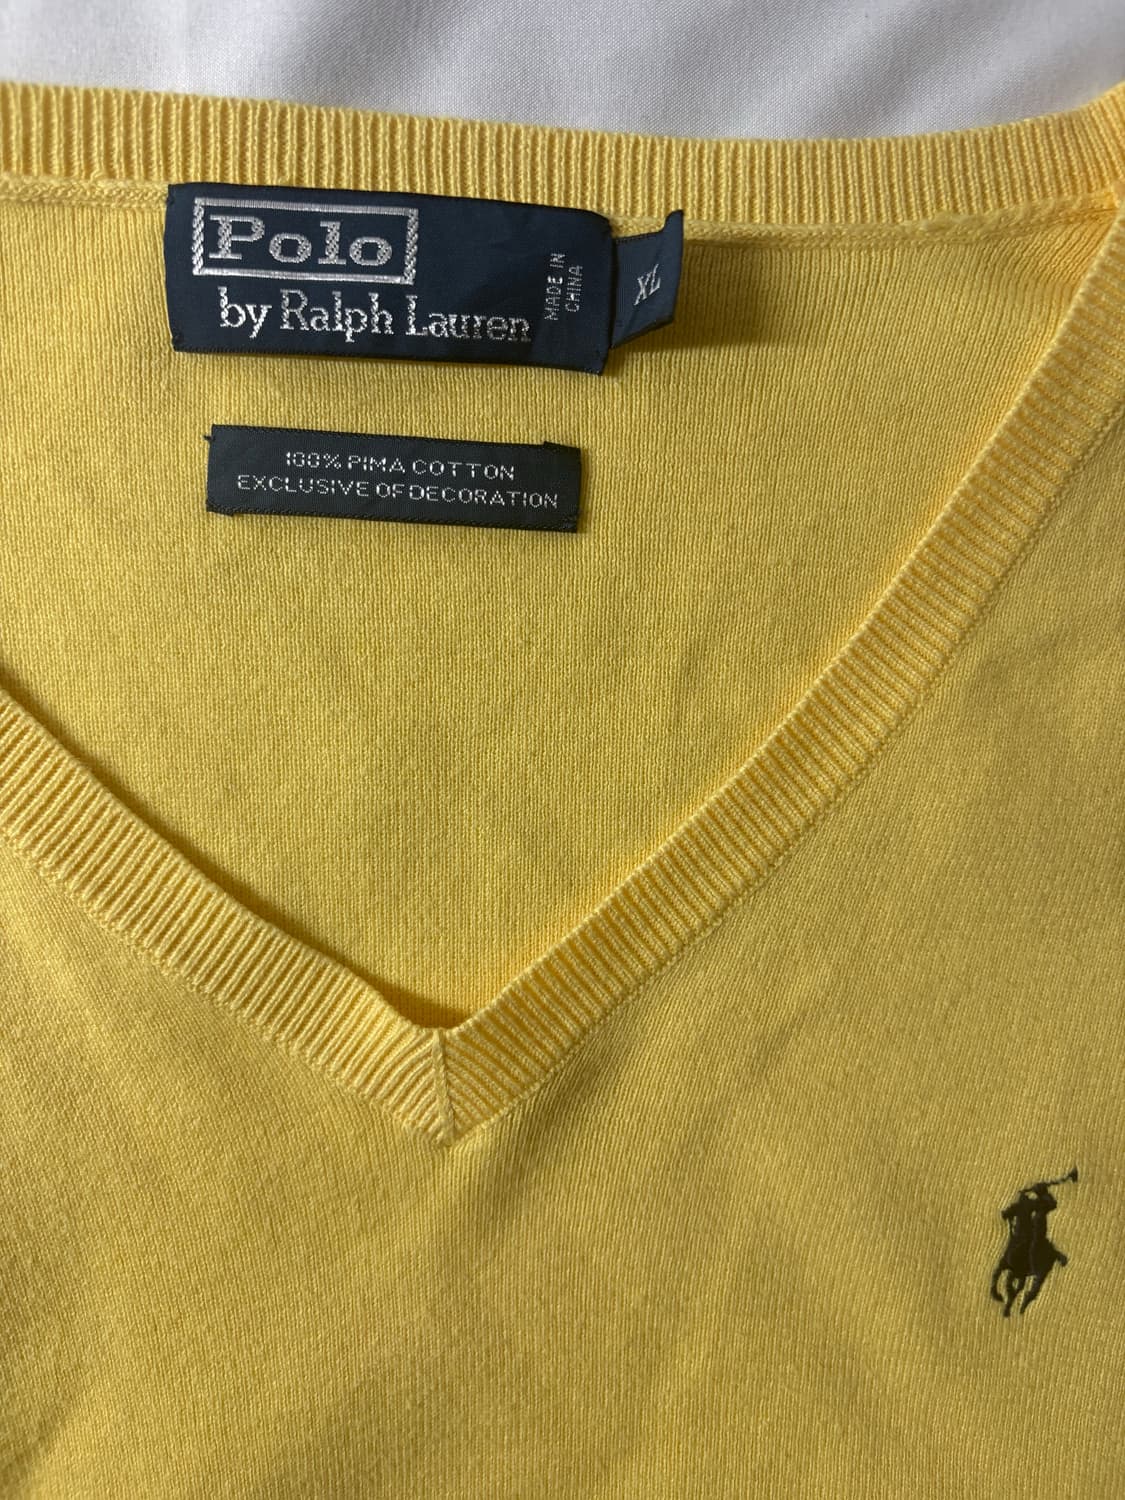 Polo
by Ralph Lauren
MADE IN
CHINA
XL
100% PIMA COTTON
EXCLUSIVE OF DECORATION